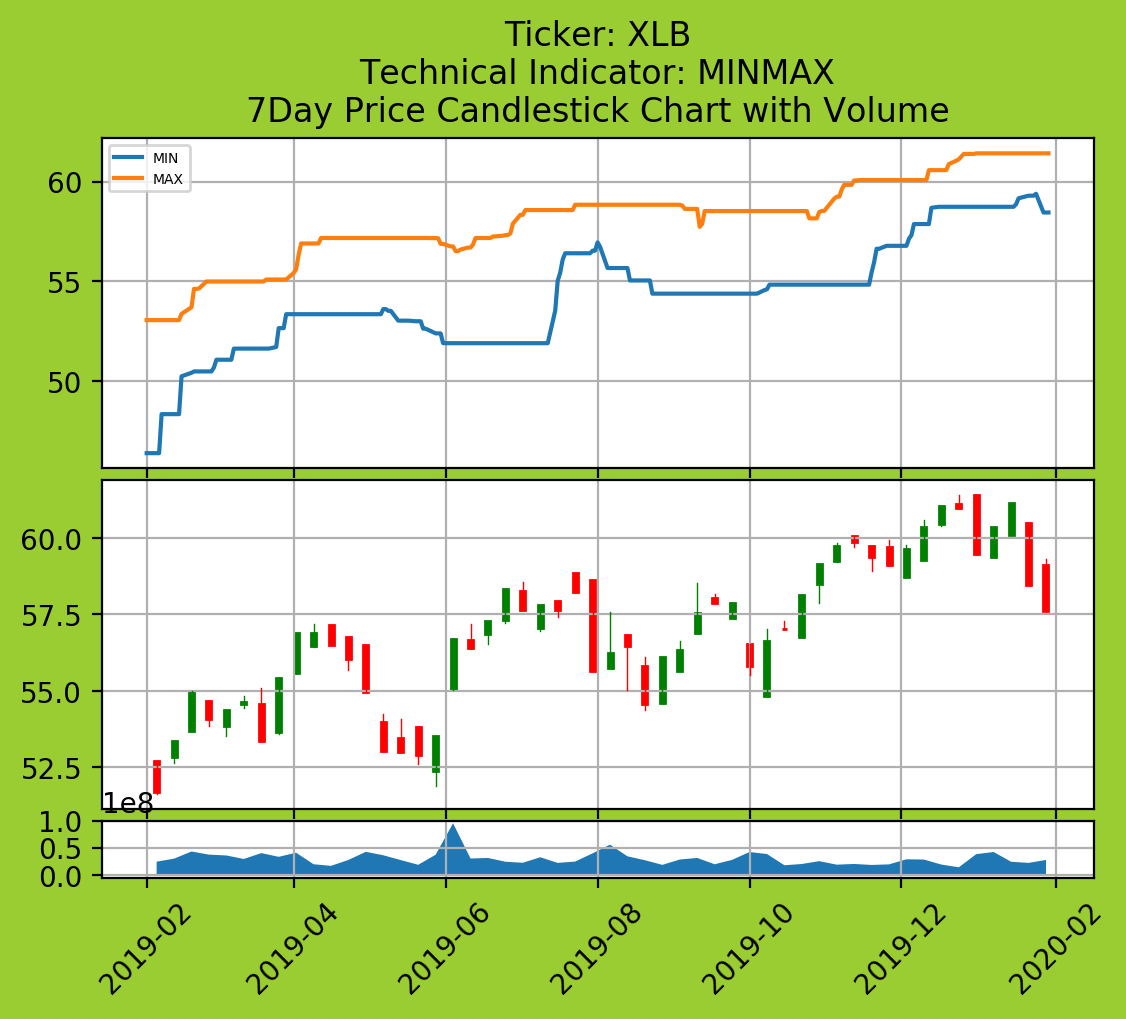 Ticker: XLB
Technical Indicator: MINMAX
7Day Price Candlestick Chart with Volume
MIN
MAX
60
55
50
60.0
57.5
55.0
52.5
1e8
1.0
0.5
0.0
2019-02
2019-04
2019-06
2019-08
2019-10
2019-12
2020-02